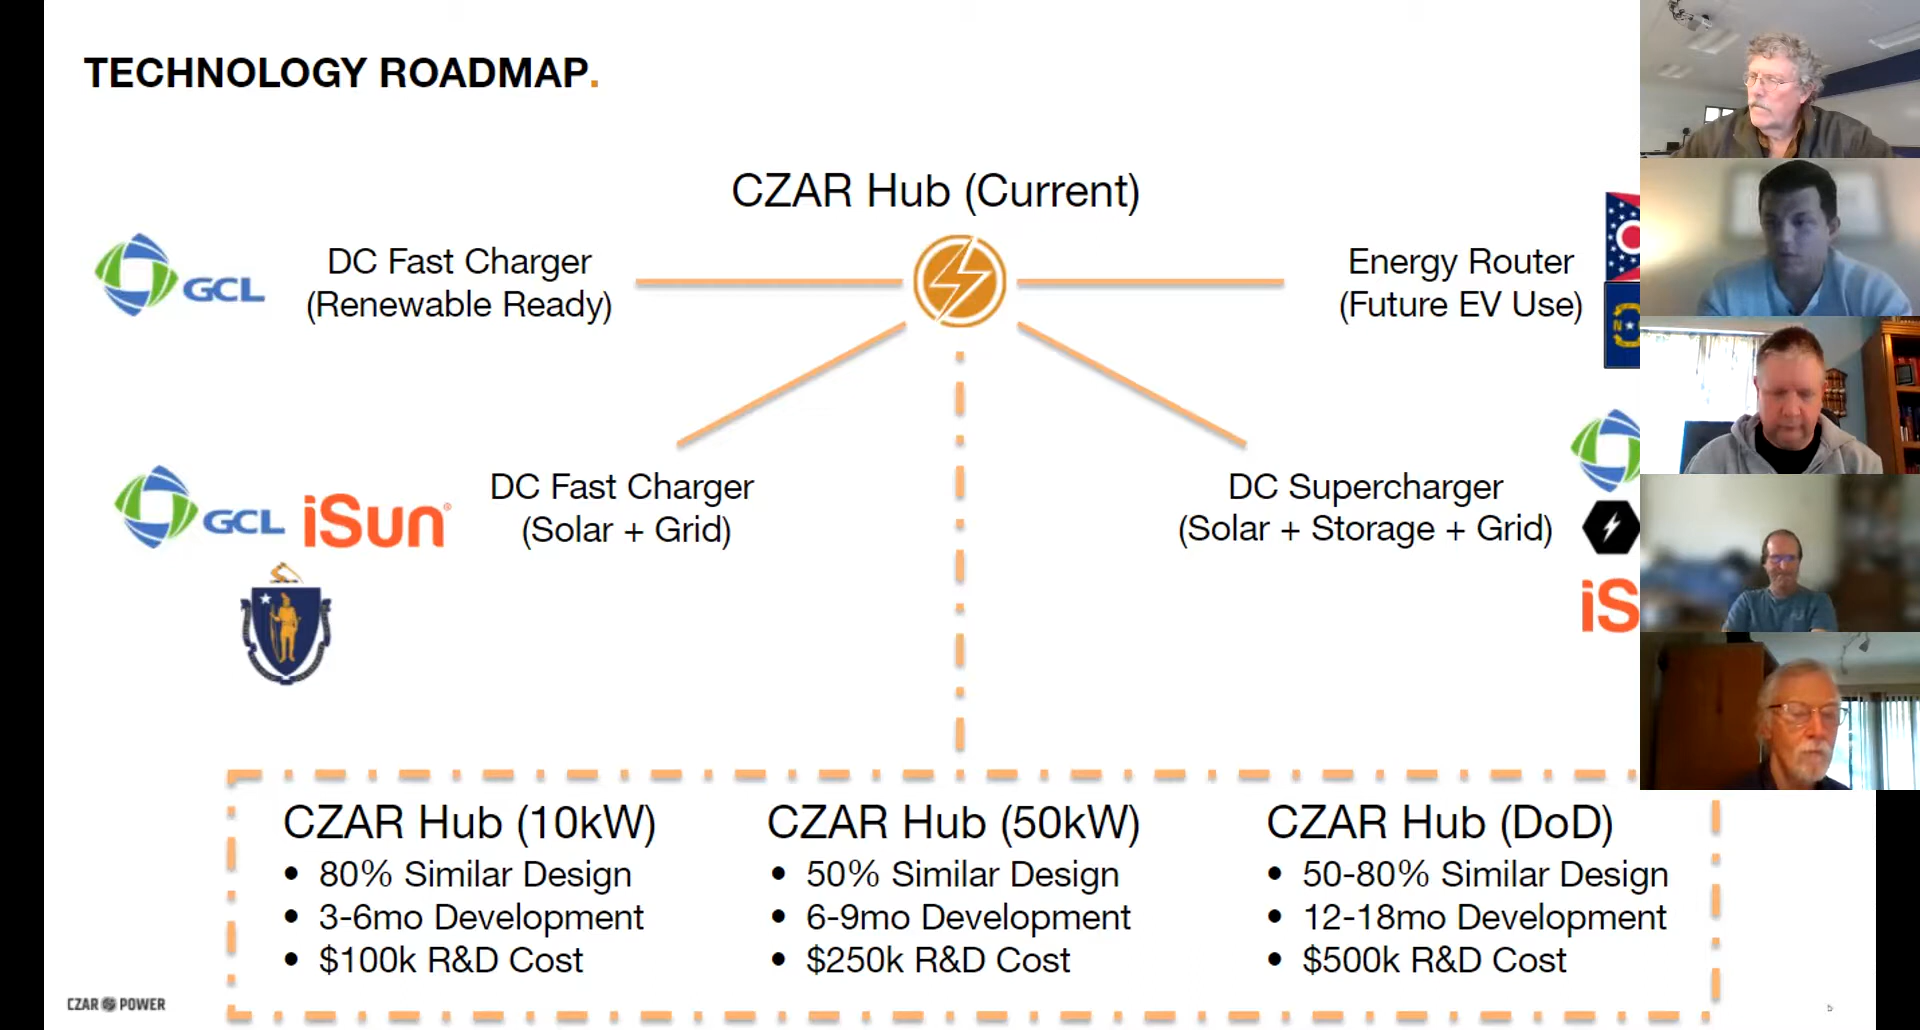 TECHNOLOGY ROADMAP.
CZAR Hub (Current)
GCL
DC Fast Charger
(Renewable Ready)
Energy Router
(Future EV Use)
N
GCL
iSun®
DC Fast Charger
(Solar + Grid)
DC Supercharger
(Solar + Storage + Grid)
iS
CZAR Hub (10kW)
• 80% Similar Design
• 3-6mo Development
• $100k R&D Cost
CZAR Hub (50kW)
• 50% Similar Design
• 6-9mo Development
• $250k R&D Cost
CZAR Hub (DoD)
• 50-80% Similar Design
• 12-18mo Development
• $500k R&D Cost
CZAR POWER